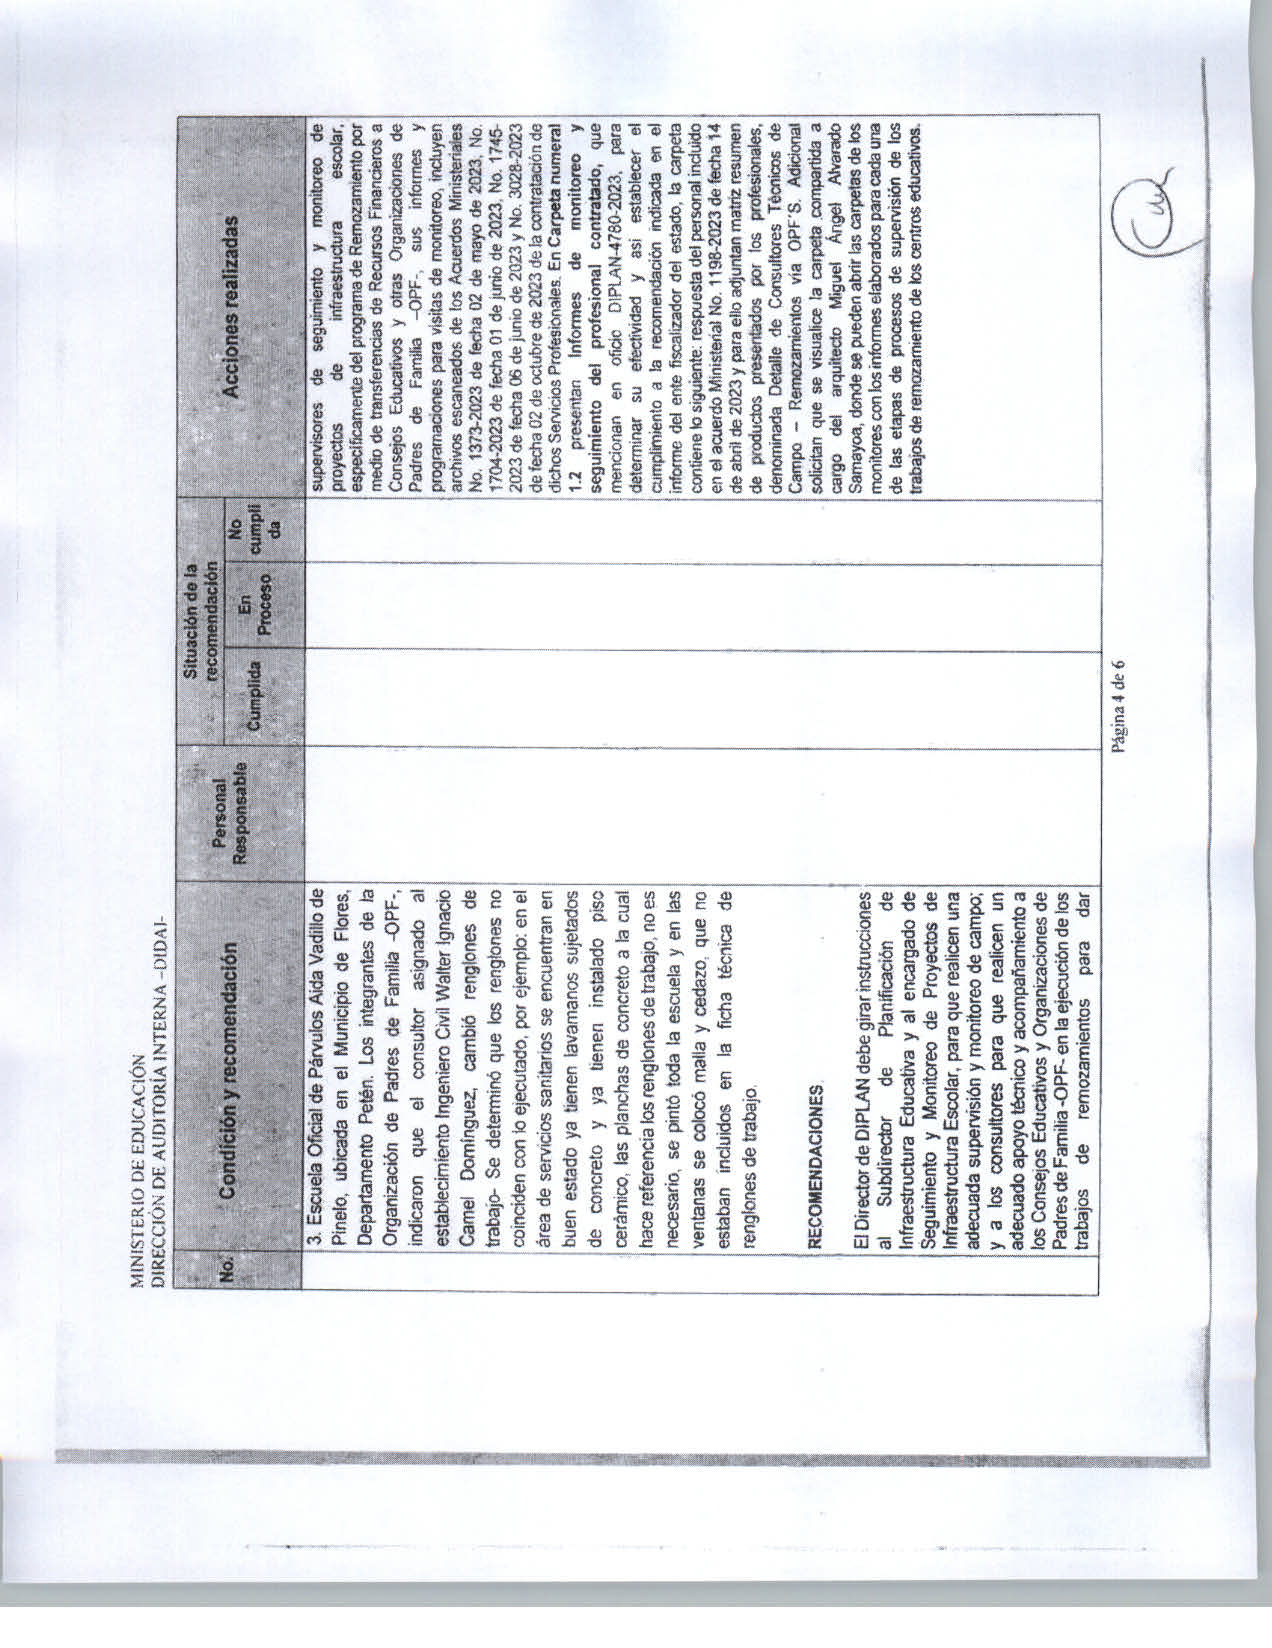 MINISTERIO DE EDUCACIÓN
DIRECCIÓN DE AUDITORÍA INTERNA -DIDAI-
No.
Condición y recomendación
Personal
Responsable
Situación de la
recomendación
Cumplida
En
Proceso
No
cumpli
da
Acciones realizadas
3. Escuela Oficial de Párvulos Aida Vadillo de
Pinelo, ubicada en el Municipio de Flores,
Departamento Petén. Los integrantes de la
Organización de Padres de Familia -OPF-,
indicaron que el consultor asignado al
establecimiento Ingeniero Civil Walter Ignacio
Camel Domínguez, cambió renglones de
trabajo- Se determinó que los renglones no
coinciden con lo ejecutado, por ejemplo: en el
área de servicios sanitarios se encuentran en
buen estado ya tienen lavamanos sujetados
de concreto y ya tienen instalado piso
cerámico, las planchas de concreto a la cual
hace referencia los renglones de trabajo, no es
necesario, se pintó toda la escuela y en las
ventanas se colocó malla y cedazo, que no
estaban incluidos en la ficha técnica de
renglones de trabajo.
RECOMENDACIONES
El Director de DIPLAN debe girar instrucciones
al Subdirector de Planificación de
Infraestructura Educativa y al encargado de
Seguimiento y Monitoreo de Proyectos de
Infraestructura Escolar, para que realicen una
adecuada supervisión y monitoreo de campo;
y a los consultores para que realicen un
adecuado apoyo técnico y acompañamiento a
los Consejos Educativos y Organizaciones de
Padres de Familia -OPF- en la ejecución de los
trabajos de remozamientos para dar
supervisores de seguimiento y monitoreo de
proyectos de infraestructura escolar,
específicamente del programa de Remozamiento por
medio de transferencias de Recursos Financieros a
Consejos Educativos y otras Organizaciones de
Padres de Familia –OPF-, sus informes y
programaciones para visitas de monitoreo, incluyen
archivos escaneados de los Acuerdos Ministeriales
No. 1373-2023 de fecha 02 de mayo de 2023, No.
1704-2023 de fecha 01 de junio de 2023, No. 1745-
2023 de fecha 06 de junio de 2023 y No. 3028-2023
de fecha 02 de octubre de 2023 de la contratación de
dichos Servicios Profesionales. En Carpeta numeral
1.2 presentan Informes de monitoreo y
seguimiento del profesional contratado, que
mencionan en oficio DIPLAN-4780-2023, para
determinar su efectividad y así establecer el
cumplimiento a la recomendación indicada en el
informe del ente fiscalizador del estado, la carpeta
contiene lo siguiente: respuesta del personal incluido
en el acuerdo Ministerial No. 1198-2023 de fecha 14
de abril de 2023 y para ello adjuntan matriz resumen
de productos presentados por los profesionales,
denominada Detalle de Consultores Técnicos de
Campo – Remozamientos vía OPF´S. Adicional
solicitan que se visualice la carpeta compartida a
cargo del arquitecto Miguel Ángel Alvarado
Samayoa, donde se pueden abrir las carpetas de los
monitores con los informes elaborados para cada una
de las etapas de procesos de supervisión de los
trabajos de remozamiento de los centros educativos.
Página 4 de 6